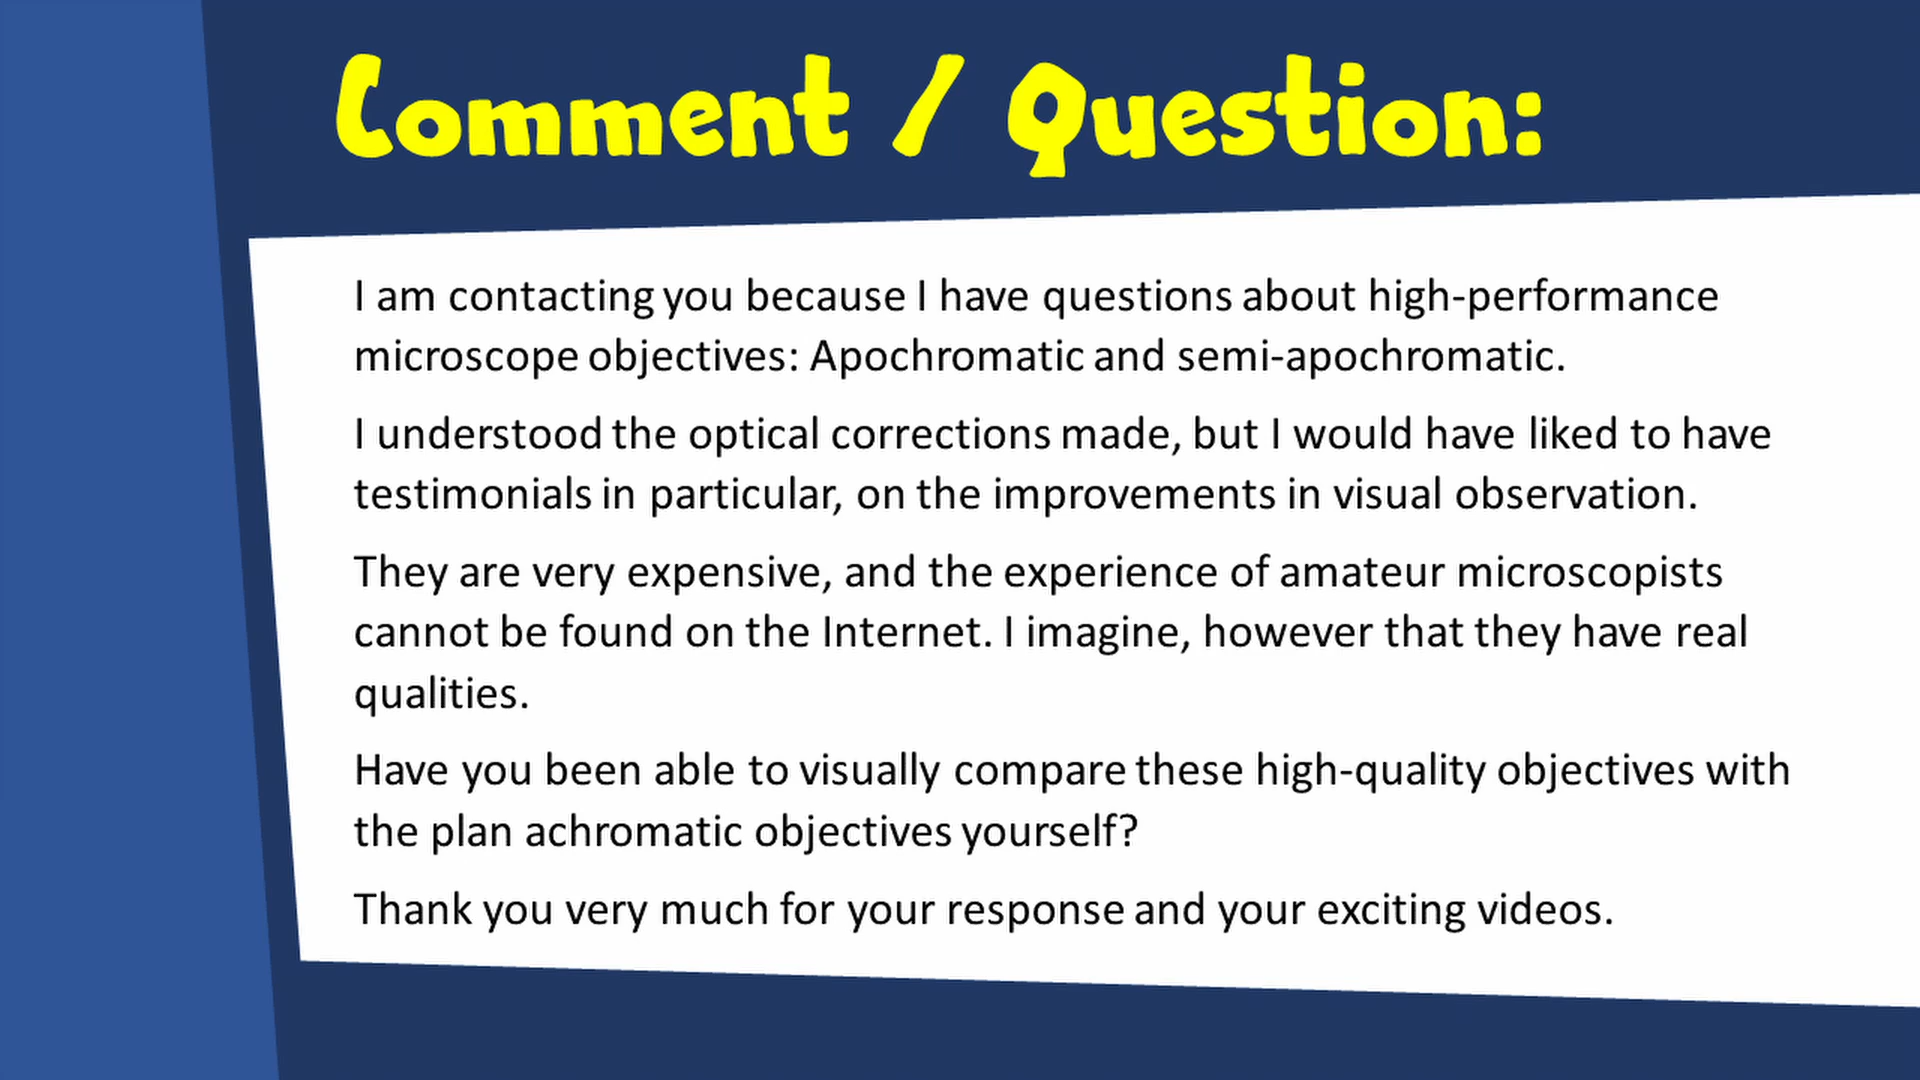 Comment / Question:
I am contacting you because I have questions about high-performance
microscope objectives: Apochromatic and semi-apochromatic.
I understood the optical corrections made, but I would have liked to have
testimonials in particular, on the improvements in visual observation.
They are very expensive, and the experience of amateur microscopists
cannot be found on the Internet. I imagine, however that they have real
qualities.
Have you been able to visually compare these high-quality objectives with
the plan achromatic objectives yourself?
Thank you very much for your response and your exciting videos.